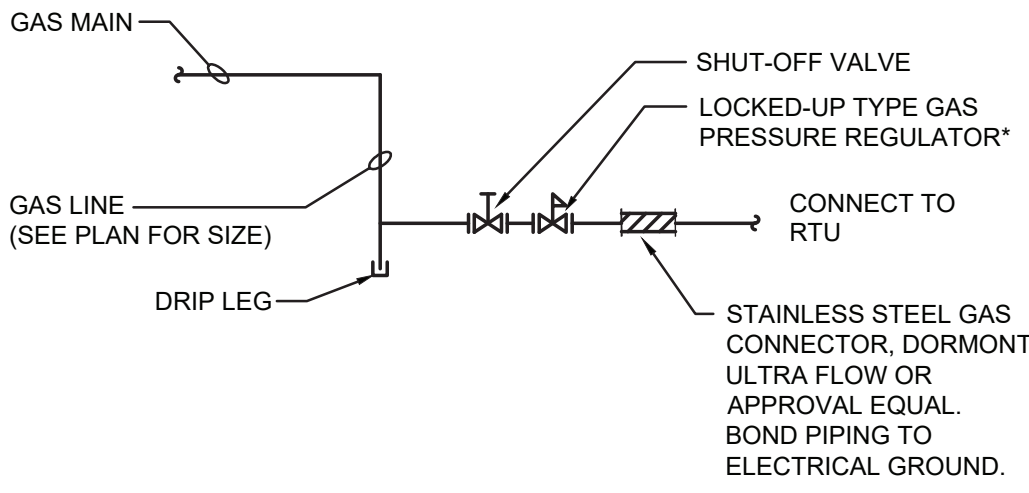 GAS MAIN
SHUT-OFF VALVE
LOCKED-UP TYPE GAS
PRESSURE REGULATOR*
GAS LINE
(SEE PLAN FOR SIZE)
CONNECT TO
RTU
DRIP LEG
STAINLESS STEEL GAS
CONNECTOR, DORMONT
ULTRA FLOW OR
APPROVAL EQUAL.
BOND PIPING TO
ELECTRICAL GROUND.